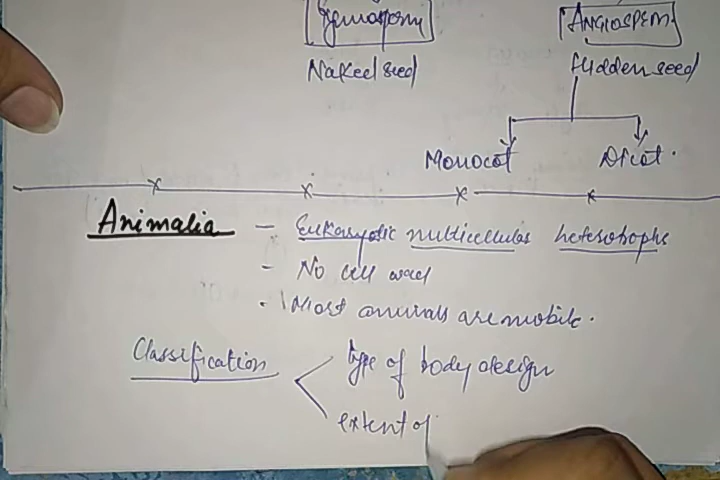 Gymnosperm
ANGIOSPERM
Naked seed
Hidden seed
Monocot
Dicot.
Animalia – Eukaryotic multicellular heterotrophs
- No cell wall
- Most animals are mobile.
Classification
type of body design
extent of